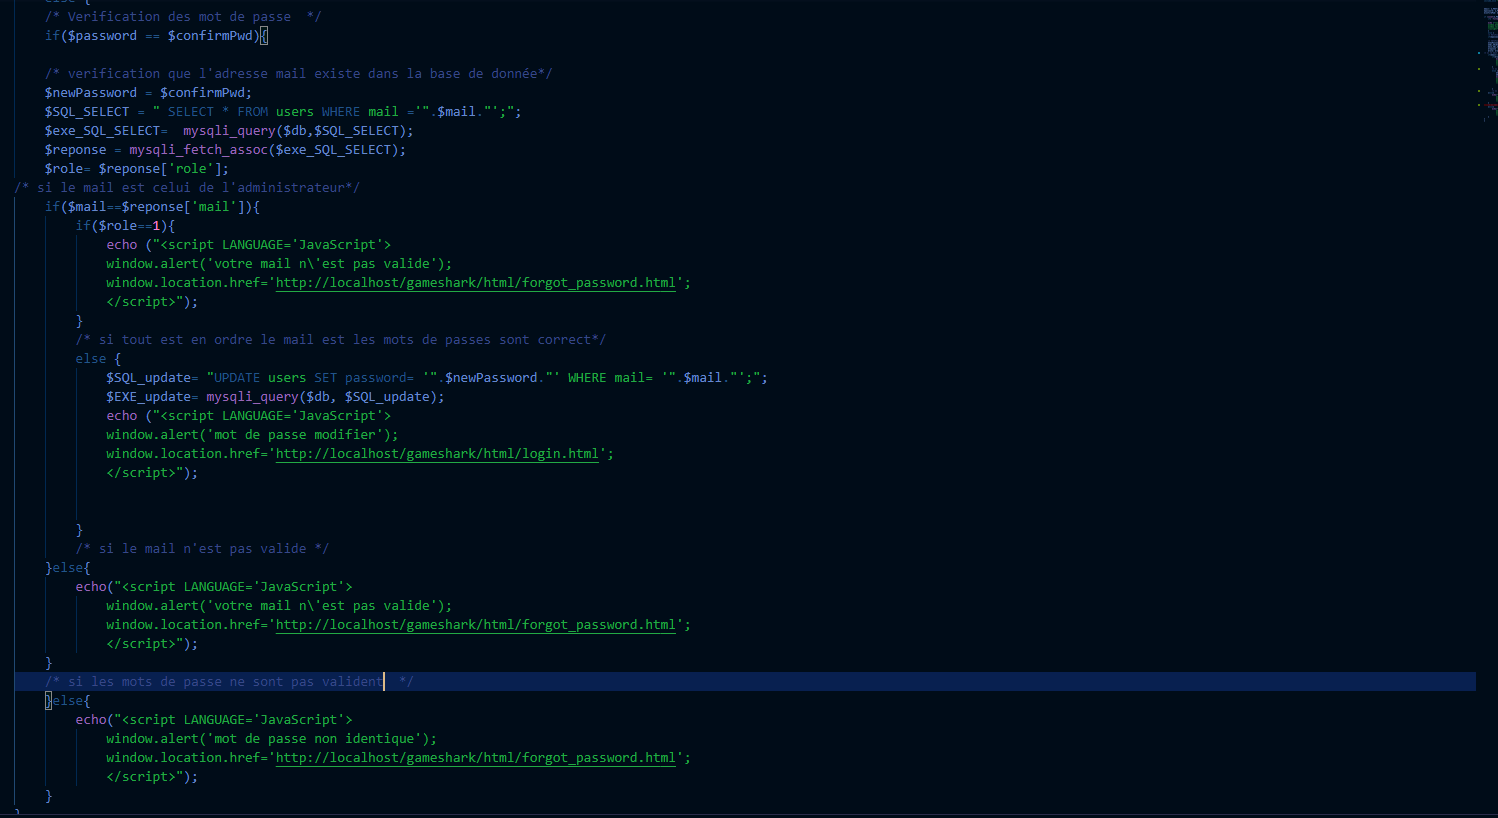 else {
/* Verification des mot de passe  */
if($password == $confirmPwd){
/* verification que l'adresse mail existe dans la base de donnée*/
$newPassword = $confirmPwd;
$SQL_SELECT = " SELECT * FROM users WHERE mail ='".$mail."';";
$exe_SQL_SELECT=  mysqli_query($db,$SQL_SELECT);
$reponse = mysqli_fetch_assoc($exe_SQL_SELECT);
$role= $reponse['role'];
/* si le mail est celui de l'administrateur*/
if($mail==$reponse['mail']){
if($role==1){
echo ("<script LANGUAGE='JavaScript'>
window.alert('votre mail n\'est pas valide');
window.location.href='http://localhost/gameshark/html/forgot_password.html';
</script>");
}
/* si tout est en ordre le mail est les mots de passes sont correct*/
else {
$SQL_update= "UPDATE users SET password= '".$newPassword."' WHERE mail= '".$mail."';";
$EXE_update= mysqli_query($db, $SQL_update);
echo ("<script LANGUAGE='JavaScript'>
window.alert('mot de passe modifier');
window.location.href='http://localhost/gameshark/html/login.html';
</script>");
}
/* si le mail n'est pas valide */
}else{
echo("<script LANGUAGE='JavaScript'>
window.alert('votre mail n\'est pas valide');
window.location.href='http://localhost/gameshark/html/forgot_password.html';
</script>");
}
/* si les mots de passe ne sont pas valident  */
}else{
echo("<script LANGUAGE='JavaScript'>
window.alert('mot de passe non identique');
window.location.href='http://localhost/gameshark/html/forgot_password.html';
</script>");
}